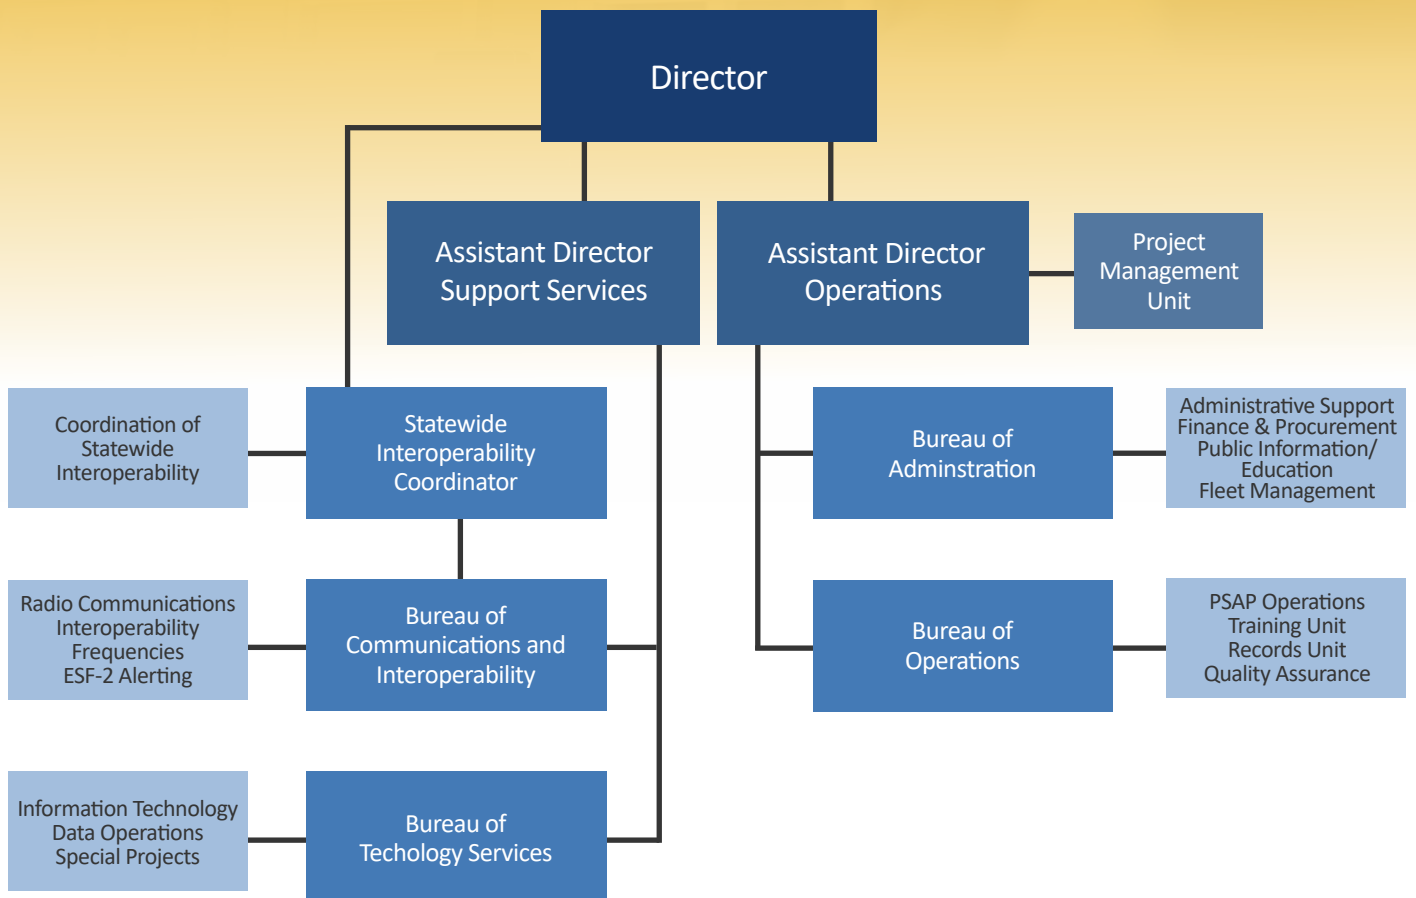 Director
Assistant Director
Support Services
Assistant Director
Operations
Project
Management
Unit
Coordination of
Statewide
Interoperability
Statewide
Interoperability
Coordinator
Bureau of
Adminstration
Administrative Support
Finance & Procurement
Public Information/
Education
Fleet Management
Radio Communications
Interoperability
Frequencies
ESF-2 Alerting
Bureau of
Communications and
Interoperability
Bureau of
Operations
PSAP Operations
Training Unit
Records Unit
Quality Assurance
Information Technology
Data Operations
Special Projects
Bureau of
Techology Services